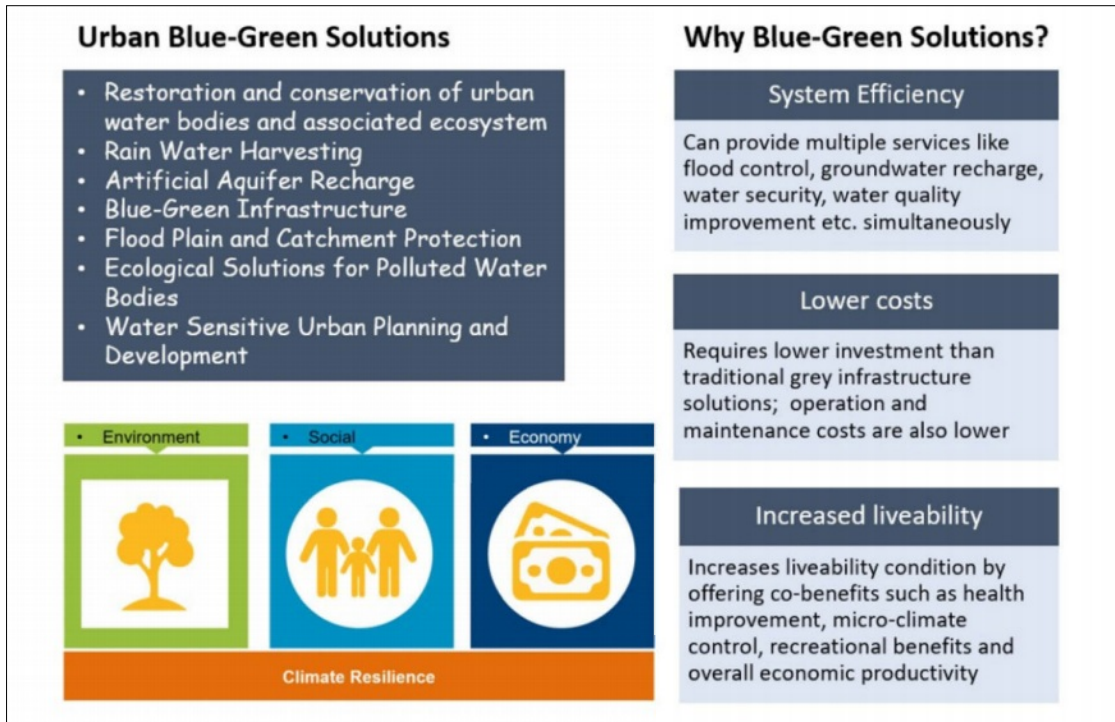 Urban Blue-Green Solutions
• Restoration and conservation of urban
water bodies and associated ecosystem
• Rain Water Harvesting
• Artificial Aquifer Recharge
• Blue-Green Infrastructure
• Flood Plain and Catchment Protection
• Ecological Solutions for Polluted Water
Bodies
• Water Sensitive Urban Planning and
Development
• Environment
• Social
• Economy
Climate Resilience
Why Blue-Green Solutions?
System Efficiency
Can provide multiple services like
flood control, groundwater recharge,
water security, water quality
improvement etc. simultaneously
Lower costs
Requires lower investment than
traditional grey infrastructure
solutions; operation and
maintenance costs are also lower
Increased liveability
Increases liveability condition by
offering co-benefits such as health
improvement, micro-climate
control, recreational benefits and
overall economic productivity